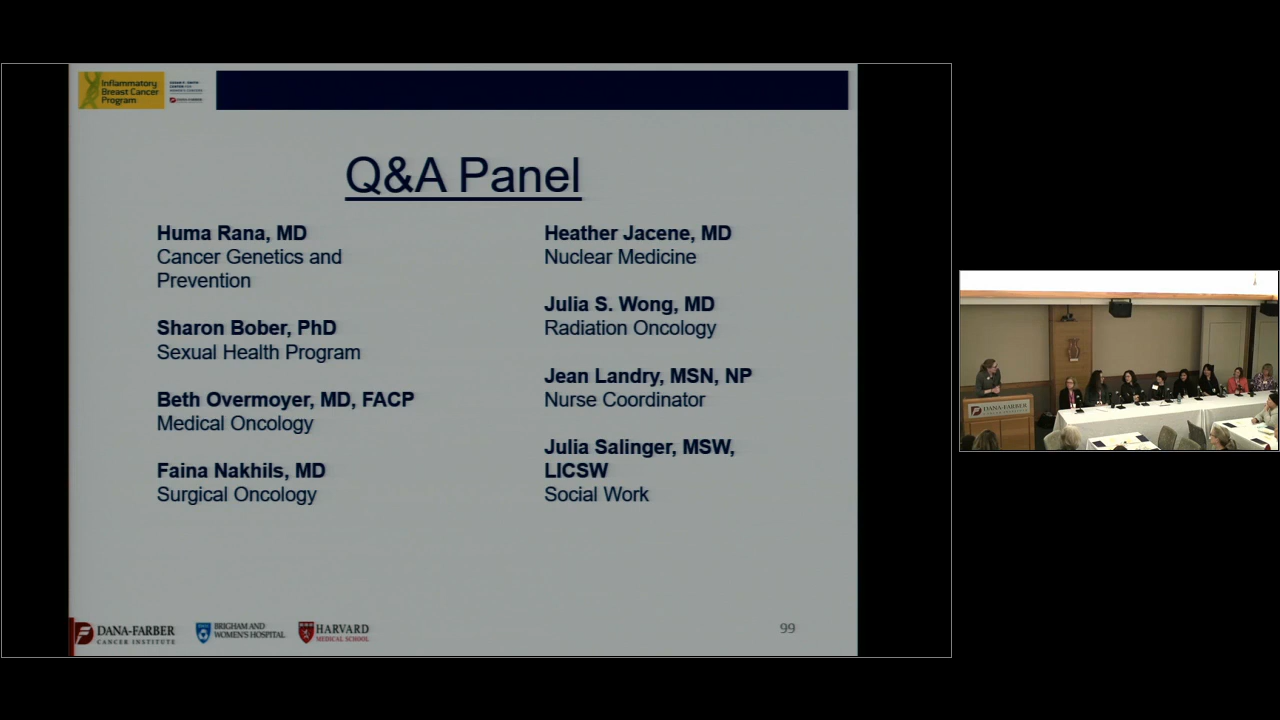 Inflammatory
Breast Cancer
Program
Q&A Panel
Huma Rana, MD
Cancer Genetics and
Prevention
Sharon Bober, PhD
Sexual Health Program
Beth Overmoyer, MD, FACP
Medical Oncology
Faina Nakhils, MD
Surgical Oncology
Heather Jacene, MD
Nuclear Medicine
Julia S. Wong, MD
Radiation Oncology
Jean Landry, MSN, NP
Nurse Coordinator
Julia Salinger, MSW,
LICSW
Social Work
DANA-FARBER
CANCER INSTITUTE
BRIGHAM AND
WOMEN'S HOSPITAL
HARVARD
MEDICAL SCHOOL
99
DANA-FARBER